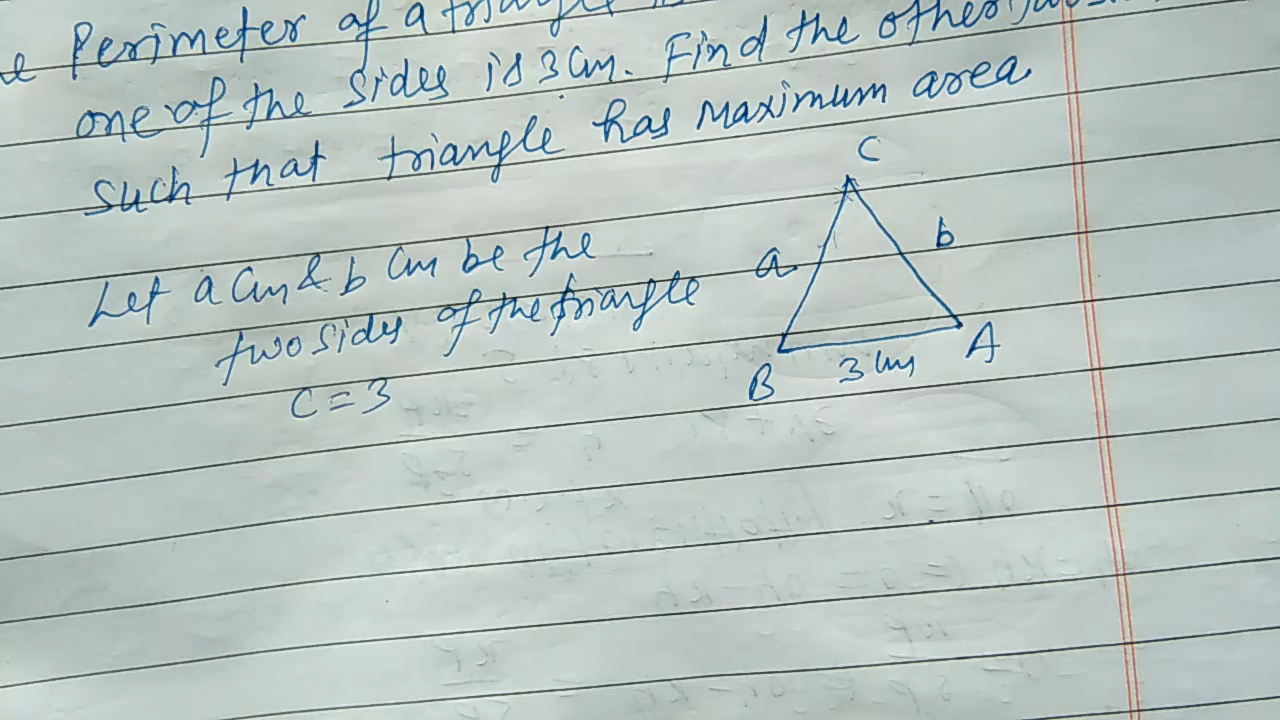 Perimeter of a triangle
one of the sides is 3 cm. Find the other
such that triangle has maximum area
C
Let a cm & b cm be the
a
b
two sides of the triangle
C = 3
B
3 cm
A